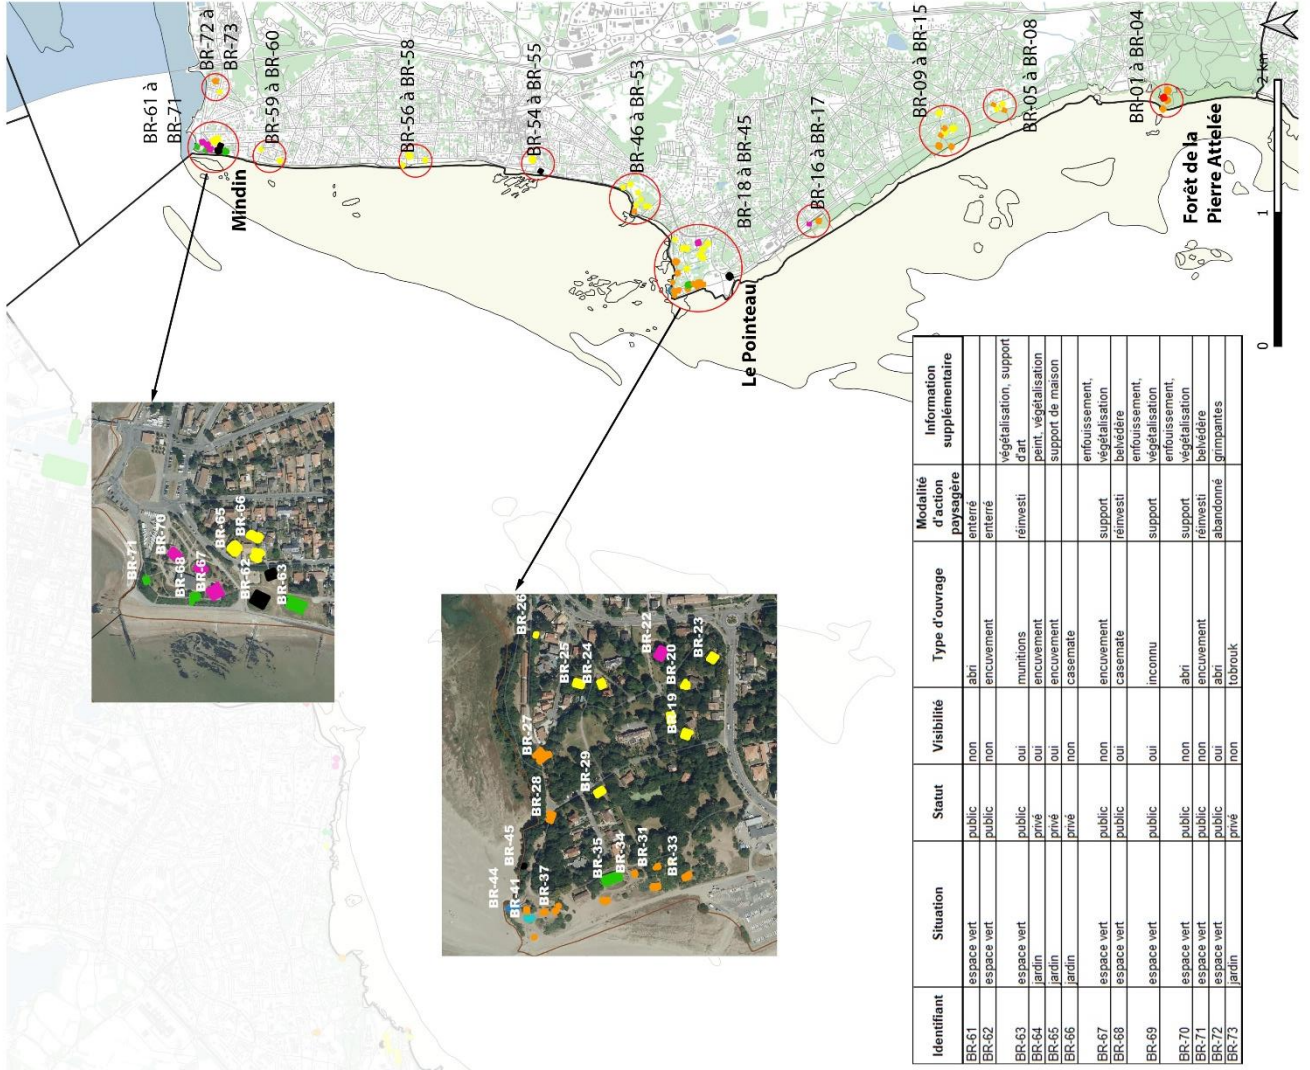 BR-61 à
BR-71
BR-72 à
BR-73
BR-59 à BR-60
BR-56 à BR-58
BR-54 à BR-55
BR-46 à BR-53
BR-18 à BR-45
BR-16 à BR-17
BR-09 à BR-15
BR-05 à BR-08
BR-01 à BR-04
Mindin
Le Pointeau
Forêt de la
Pierre Attelée
0 1 2 km
BR-71
BR-70
BR-68
BR-67
BR-65
BR-66
BR-62
BR-63
BR-26
BR-25
BR-24
BR-22
BR-20
BR-23
BR-19
BR-27
BR-28
BR-29
BR-45
BR-44
BR-41
BR-37
BR-35
BR-34
BR-31
BR-33
Identifiant Situation Statut Visibilité Type d'ouvrage Modalité d'action paysagère Information supplémentaire
BR-61 espace vert public non abri enterré
BR-62 espace vert public non encuvement enterré
BR-63 espace vert public oui munitions réinvesti végétalisation, support d'art
BR-64 jardin privé oui encuvement peint, végétalisation
BR-65 jardin privé oui encuvement support de maison
BR-66 jardin privé non casemate
BR-67 espace vert public non encuvement support enfouissement, végétalisation
BR-68 espace vert public oui casemate réinvesti belvédère
BR-69 espace vert public oui inconnu support enfouissement, végétalisation
BR-70 espace vert public non abri support enfouissement, végétalisation
BR-71 espace vert public non encuvement réinvesti belvédère
BR-72 espace vert public oui abri abandonné grimpantes
BR-73 jardin privé non tobrouk